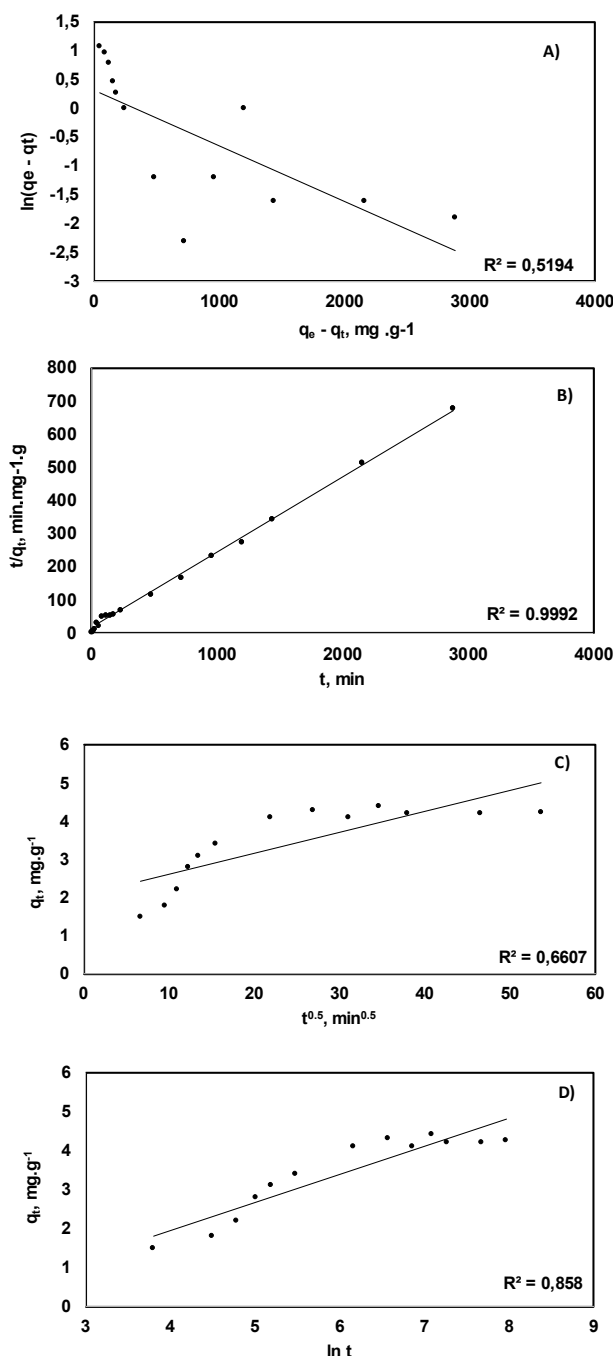 A)
1,5
1
0,5
0
-0,5
-1
-1,5
-2
-2,5
-3
ln(qe - qt)
R² = 0,5194
0 1000 2000 3000 4000
qe - qt, mg .g-1
B)
800
700
600
500
400
300
200
100
0
t/qt, min.mg-1.g
R² = 0.9992
0 1000 2000 3000 4000
t, min
C)
6
5
4
3
2
1
0
qt, mg.g-1
R² = 0,6607
0 10 20 30 40 50 60
t0.5, min0.5
D)
6
5
4
3
2
1
0
qt, mg.g-1
R² = 0,858
3 4 5 6 7 8 9
ln t